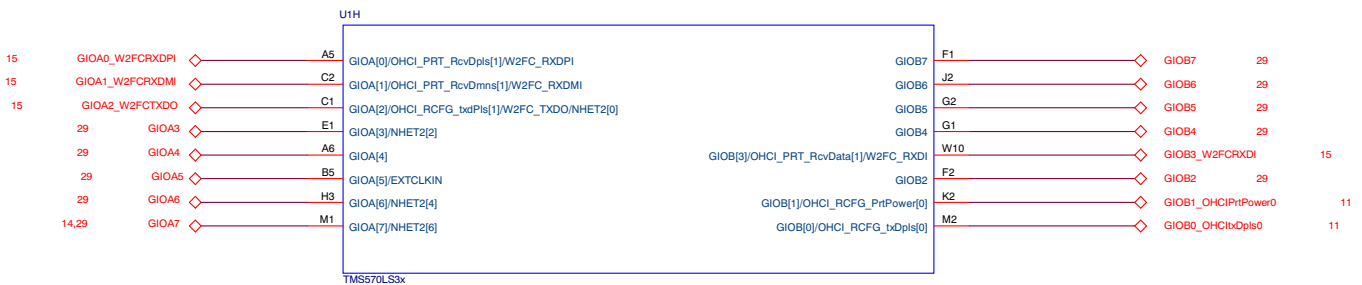 U1H
15 GIOA0_W2FCRXDPI A5 GIOA[0]/OHCI_PRT_RcvDpls[1]/W2FC_RXDPI GIOB7 F1 GIOB7 29
15 GIOA1_W2FCRXDMI C2 GIOA[1]/OHCI_PRT_RcvDmns[1]/W2FC_RXDMI GIOB6 J2 GIOB6 29
15 GIOA2_W2FCTXDO C1 GIOA[2]/OHCI_RCFG_txdPls[1]/W2FC_TXDO/NHET2[0] GIOB5 G2 GIOB5 29
29 GIOA3 E1 GIOA[3]/NHET2[2] GIOB4 G1 GIOB4 29
29 GIOA4 A6 GIOA[4] GIOB[3]/OHCI_PRT_RcvData[1]/W2FC_RXDI W10 GIOB3_W2FCRXDI 15
29 GIOA5 B5 GIOA[5]/EXTCLKIN GIOB2 F2 GIOB2 29
29 GIOA6 H3 GIOA[6]/NHET2[4] GIOB[1]/OHCI_RCFG_PrtPower[0] K2 GIOB1_OHCIPrtPower0 11
14,29 GIOA7 M1 GIOA[7]/NHET2[6] GIOB[0]/OHCI_RCFG_txDpls[0] M2 GIOB0_OHCItxDpls0 11
TMS570LS3x